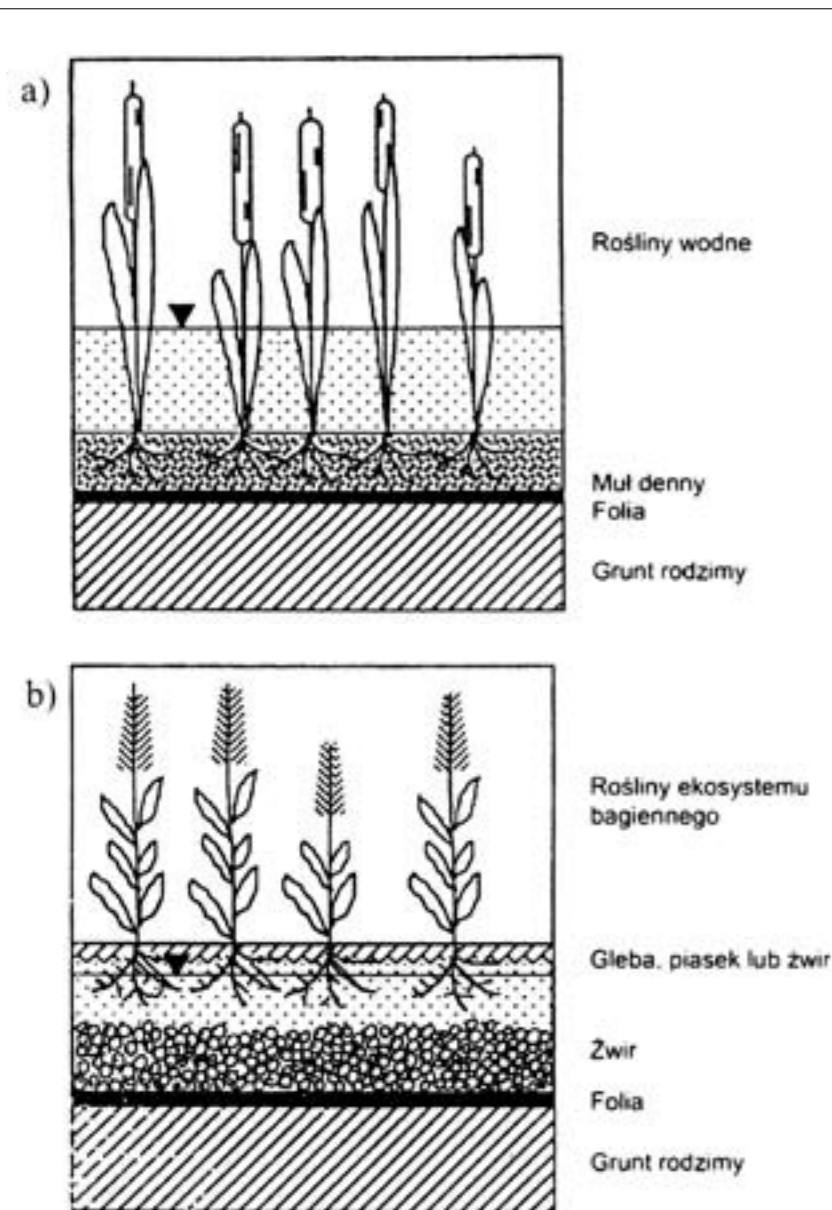 a)
Rośliny wodne
Muł denny
Folia
Grunt rodzimy
b)
Rośliny ekosystemu
bagiennego
Gleba, piasek lub żwir
Żwir
Folia
Grunt rodzimy